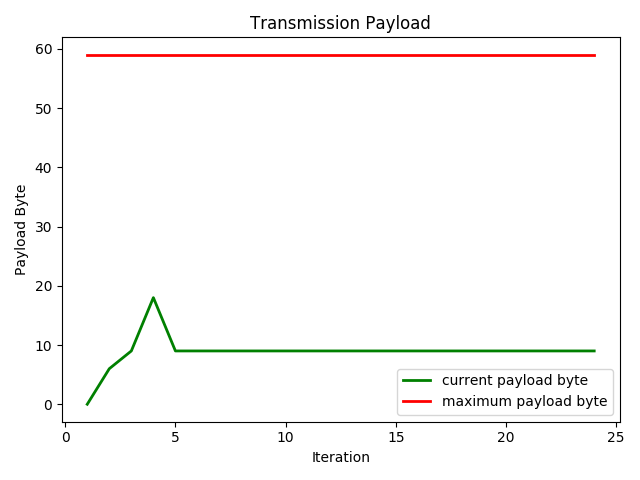 Transmission Payload
60
50
40
30
20
10
0
Payload Byte
current payload byte
maximum payload byte
0 5 10 15 20 25
Iteration